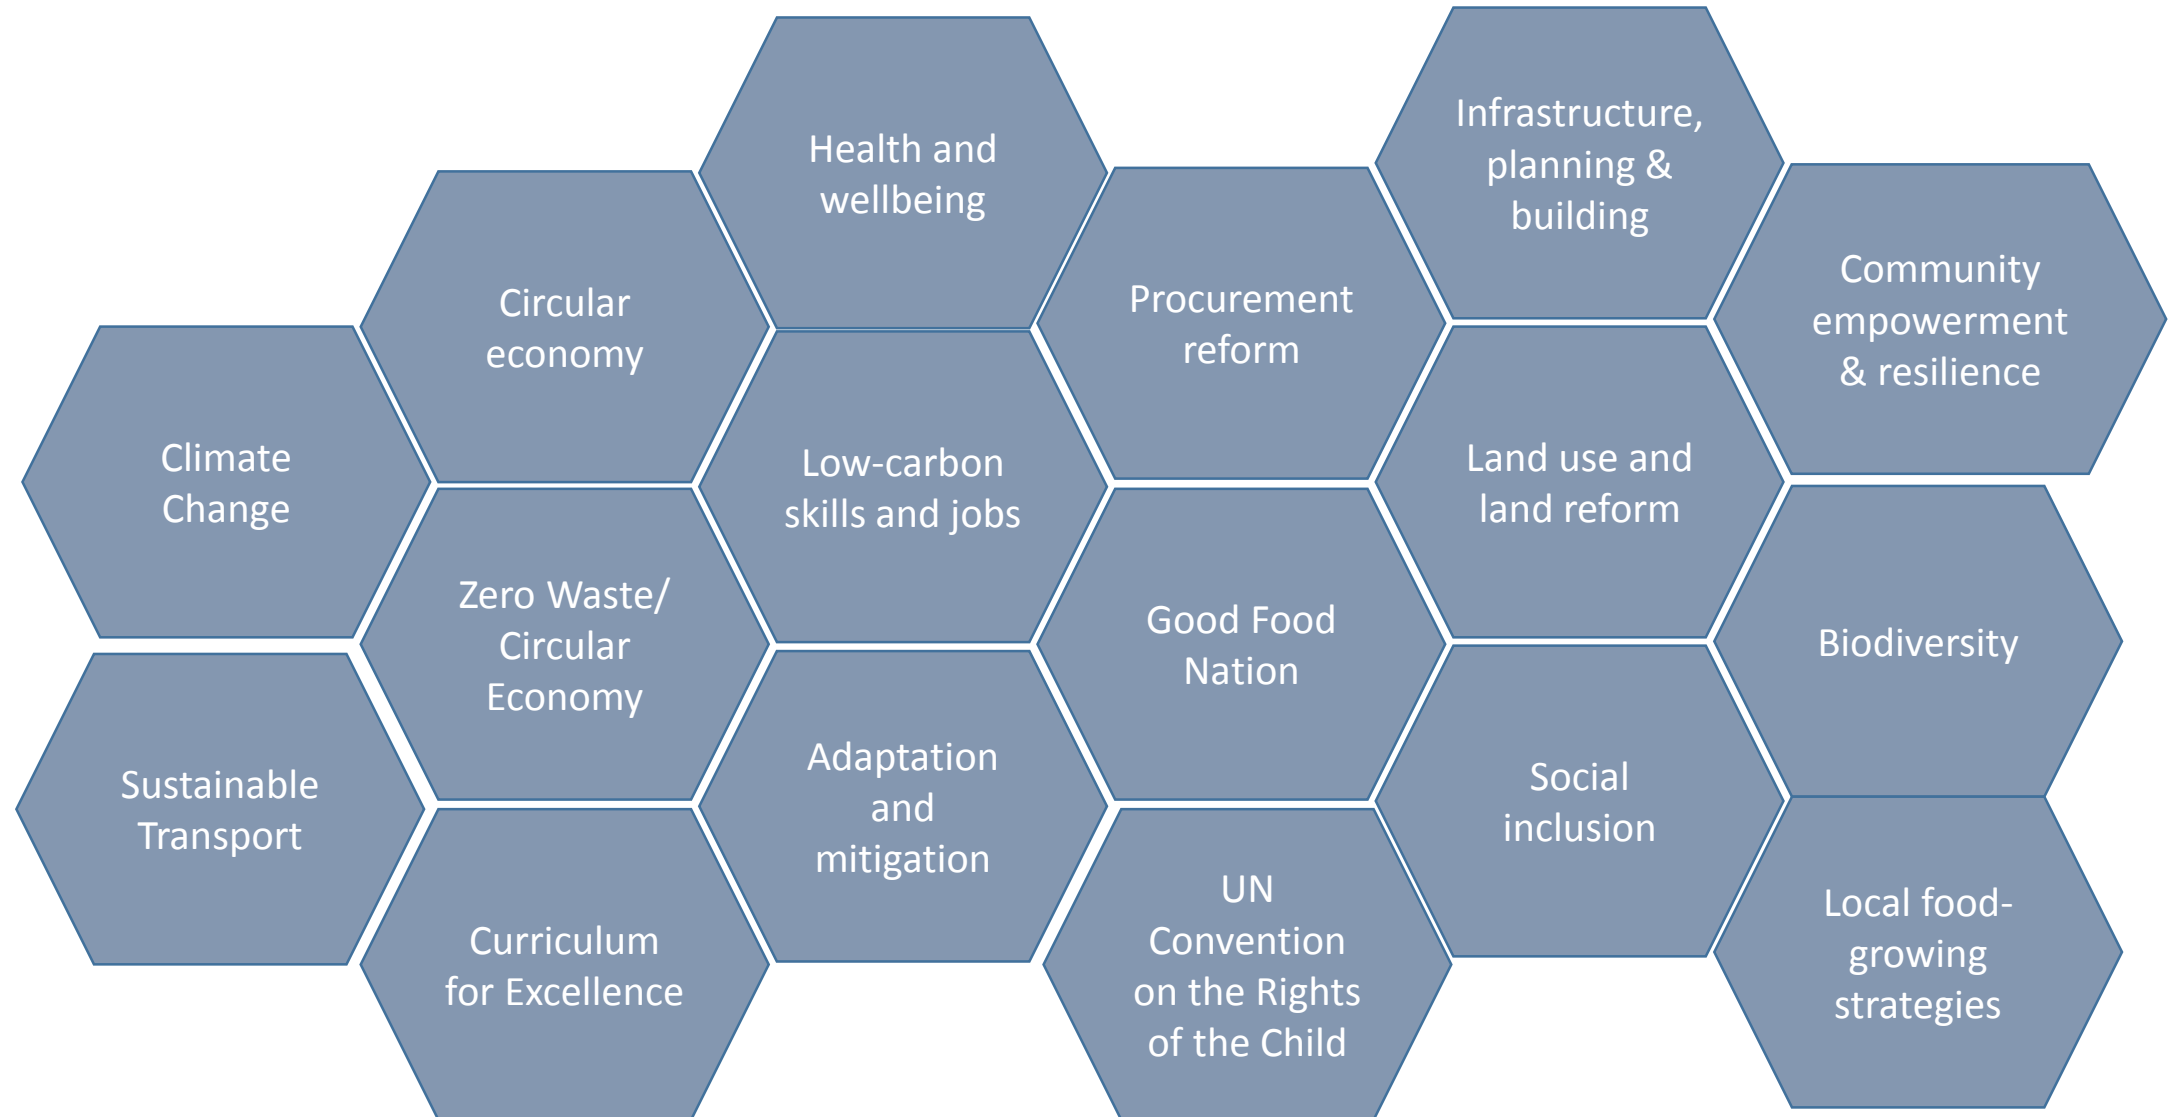 Climate
Change
Sustainable
Transport
Circular
economy
Zero Waste/
Circular
Economy
Curriculum
for Excellence
Health and
wellbeing
Low-carbon
skills and jobs
Adaptation
and
mitigation
Procurement
reform
Good Food
Nation
UN
Convention
on the Rights
of the Child
Infrastructure,
planning &
building
Land use and
land reform
Social
inclusion
Community
empowerment
& resilience
Biodiversity
Local food-
growing
strategies